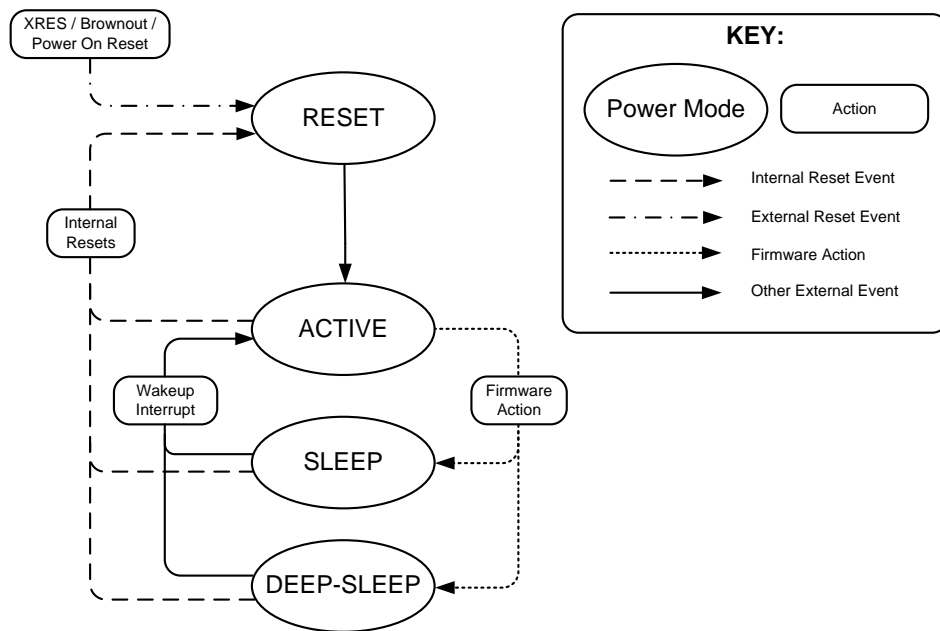 XRES / Brownout /
Power On Reset
RESET
Internal
Resets
ACTIVE
Wakeup
Interrupt
Firmware
Action
SLEEP
DEEP-SLEEP
KEY:
Power Mode
Action
Internal Reset Event
External Reset Event
Firmware Action
Other External Event